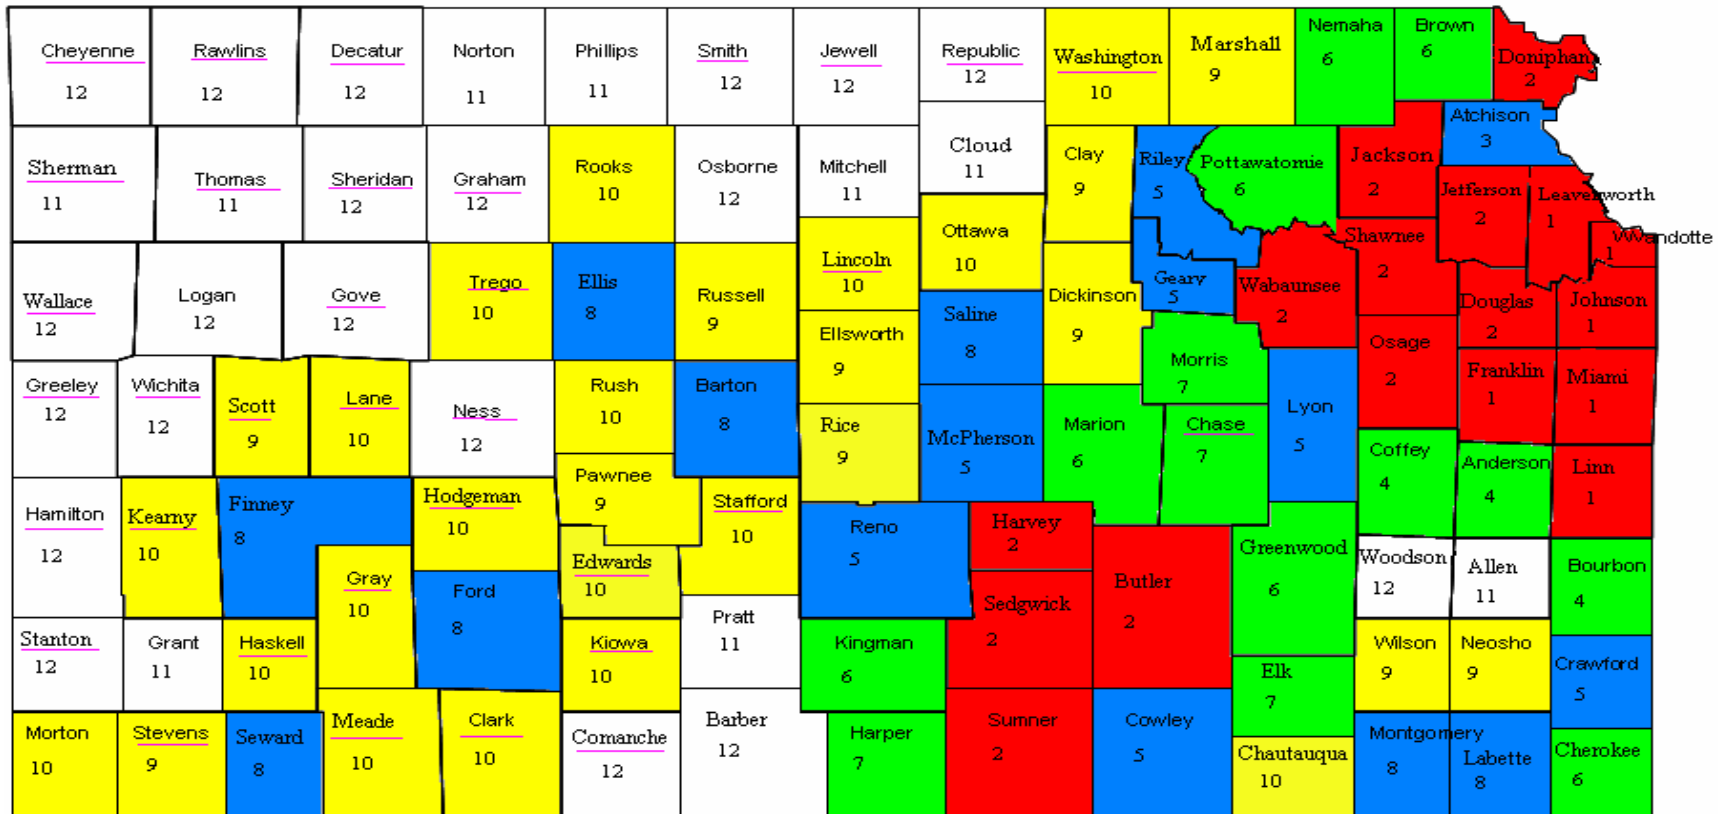 Cheyenne
12
Rawlins
12
Decatur
12
Norton
11
Phillips
11
Smith
12
Jewell
12
Republic
12
Washington
10
Marshall
9
Nemaha
6
Brown
6
Doniphan
2
Sherman
11
Thomas
11
Sheridan
12
Graham
12
Rooks
10
Osborne
12
Mitchell
11
Cloud
11
Clay
9
Riley
5
Pottawatomie
6
Jackson
2
Atchison
3
Jefferson
2
Leavenworth
1
Wyandotte
1
Wallace
12
Logan
12
Gove
12
Trego
10
Ellis
8
Russell
9
Lincoln
10
Ottawa
10
Ellsworth
9
Saline
8
Dickinson
9
Geary
5
Wabaunsee
2
Shawnee
2
Douglas
2
Johnson
1
Morris
7
Osage
2
Franklin
1
Miami
1
Greeley
12
Wichita
12
Scott
9
Lane
10
Ness
12
Rush
10
Barton
8
Rice
9
McPherson
5
Marion
6
Chase
7
Lyon
5
Coffey
4
Anderson
4
Linn
1
Hamilton
12
Kearny
10
Finney
8
Hodgeman
10
Pawnee
9
Stafford
10
Reno
5
Harvey
2
Butler
2
Greenwood
6
Woodson
12
Allen
11
Bourbon
4
Gray
10
Ford
8
Edwards
10
Pratt
11
Sedgwick
2
Stanton
12
Grant
11
Haskell
10
Kiowa
10
Kingman
6
Elk
7
Wilson
9
Neosho
9
Crawford
5
Morton
10
Stevens
9
Seward
8
Meade
10
Clark
10
Comanche
12
Barber
12
Harper
7
Sumner
2
Cowley
5
Chautauqua
10
Montgomery
8
Labette
8
Cherokee
6